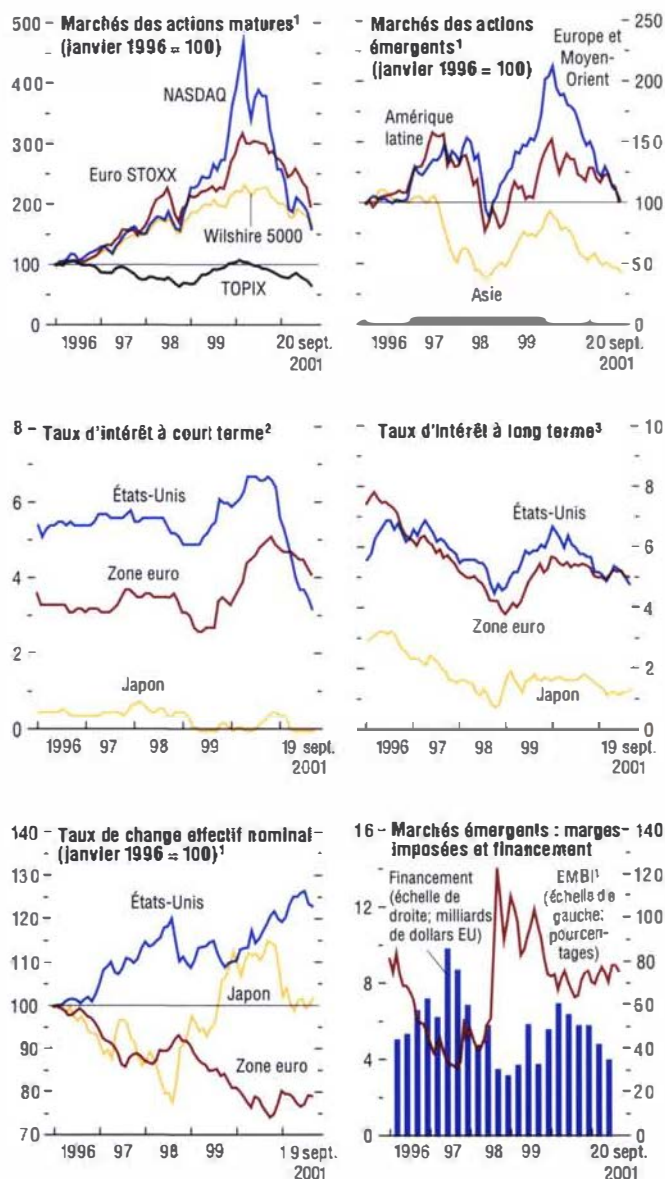 Marchés des actions matures¹
(janvier 1996 = 100)
500
400
300
200
100
0
NASDAQ
Euro STOXX
Wilshire 5000
TOPIX
1996 97 98 99 20 sept.
2001
Marchés des actions
émergents¹
(janvier 1996 = 100)
250
200
150
100
50
0
Europe et
Moyen-
Orient
Amérique
latine
Asie
1996 97 98 99 20 sept.
2001
Taux d'intérêt à court terme²
8
6
4
2
0
États-Unis
Zone euro
Japon
1996 97 98 99 19 sept.
2001
Taux d'intérêt à long terme³
10
8
6
4
2
0
États-Unis
Zone euro
Japon
1996 97 98 99 19 sept.
2001
Taux de change effectif nominal
(janvier 1996 = 100)¹
140
130
120
110
100
90
80
70
États-Unis
Japon
Zone euro
1996 97 98 99 19 sept.
2001
Marchés émergents : marges
imposées et financement
16
12
8
4
0
140
120
100
80
60
40
20
0
Financement
(échelle de
droite; milliards
de dollars EU)
EMBI¹
(échelle de
gauche;
pourcen-
tages)
1996 97 98 99 20 sept.
2001